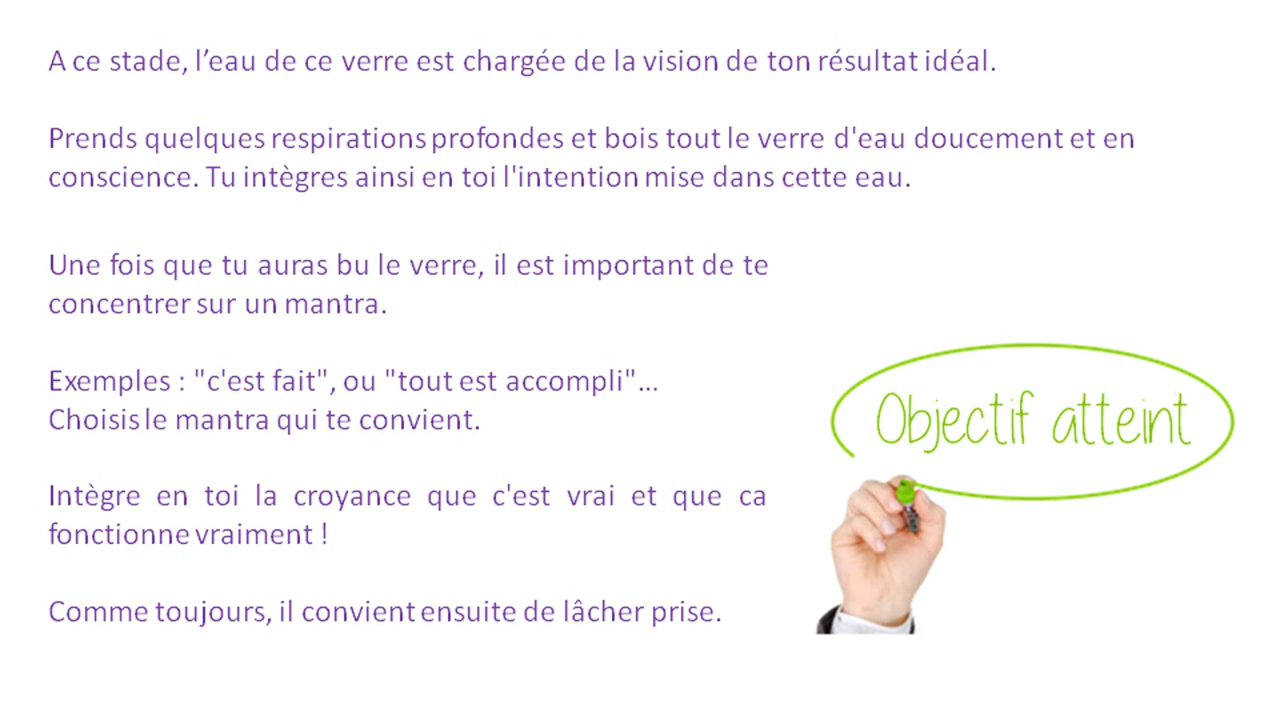 A ce stade, l’eau de ce verre est chargée de la vision de ton résultat idéal.
Prends quelques respirations profondes et bois tout le verre d'eau doucement et en
conscience. Tu intègres ainsi en toi l'intention mise dans cette eau.
Une fois que tu auras bu le verre, il est important de te
concentrer sur un mantra.
Exemples : "c'est fait", ou "tout est accompli"...
Choisis le mantra qui te convient.
Intègre en toi la croyance que c'est vrai et que ca
fonctionne vraiment !
Comme toujours, il convient ensuite de lâcher prise.
Objectif atteint